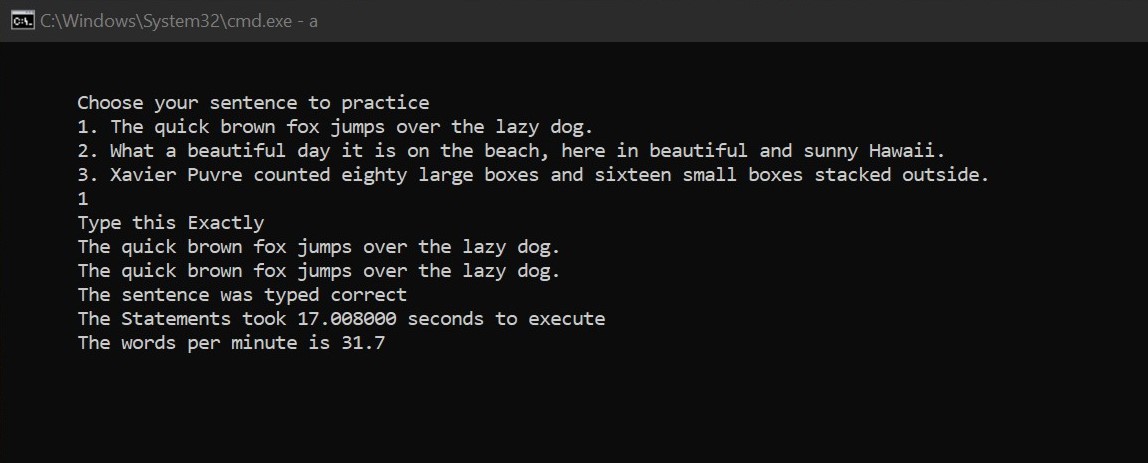 C:\Windows\System32\cmd.exe - a
Choose your sentence to practice
1. The quick brown fox jumps over the lazy dog.
2. What a beautiful day it is on the beach, here in beautiful and sunny Hawaii.
3. Xavier Puvre counted eighty large boxes and sixteen small boxes stacked outside.
1
Type this Exactly
The quick brown fox jumps over the lazy dog.
The quick brown fox jumps over the lazy dog.
The sentence was typed correct
The Statements took 17.008000 seconds to execute
The words per minute is 31.7